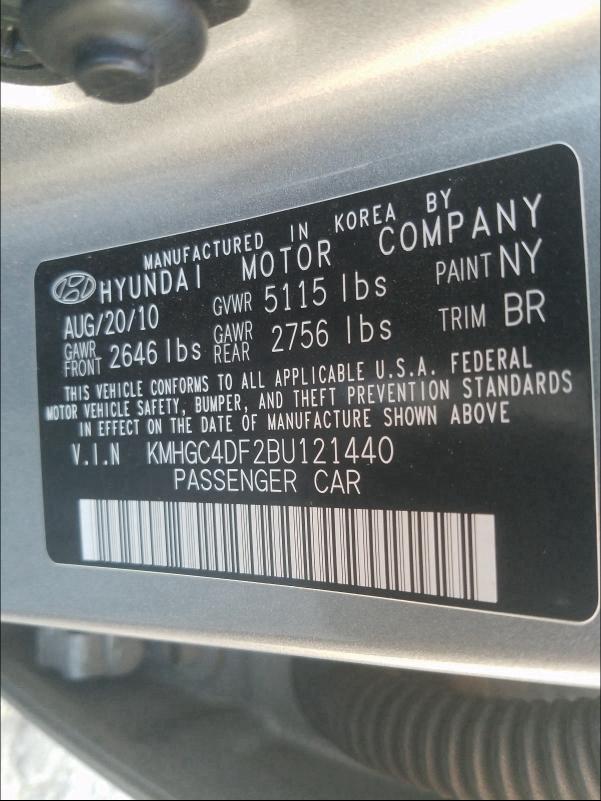 MANUFACTURED IN KOREA BY
HYUNDAI MOTOR COMPANY
AUG/20/10 GVWR 5115 lbs PAINT NY
GAWR FRONT 2646 lbs GAWR REAR 2756 lbs TRIM BR
THIS VEHICLE CONFORMS TO ALL APPLICABLE U.S.A. FEDERAL
MOTOR VEHICLE SAFETY, BUMPER, AND THEFT PREVENTION STANDARDS
IN EFFECT ON THE DATE OF MANUFACTURE SHOWN ABOVE
V.I.N KMHGC4DF2BU121440
PASSENGER CAR